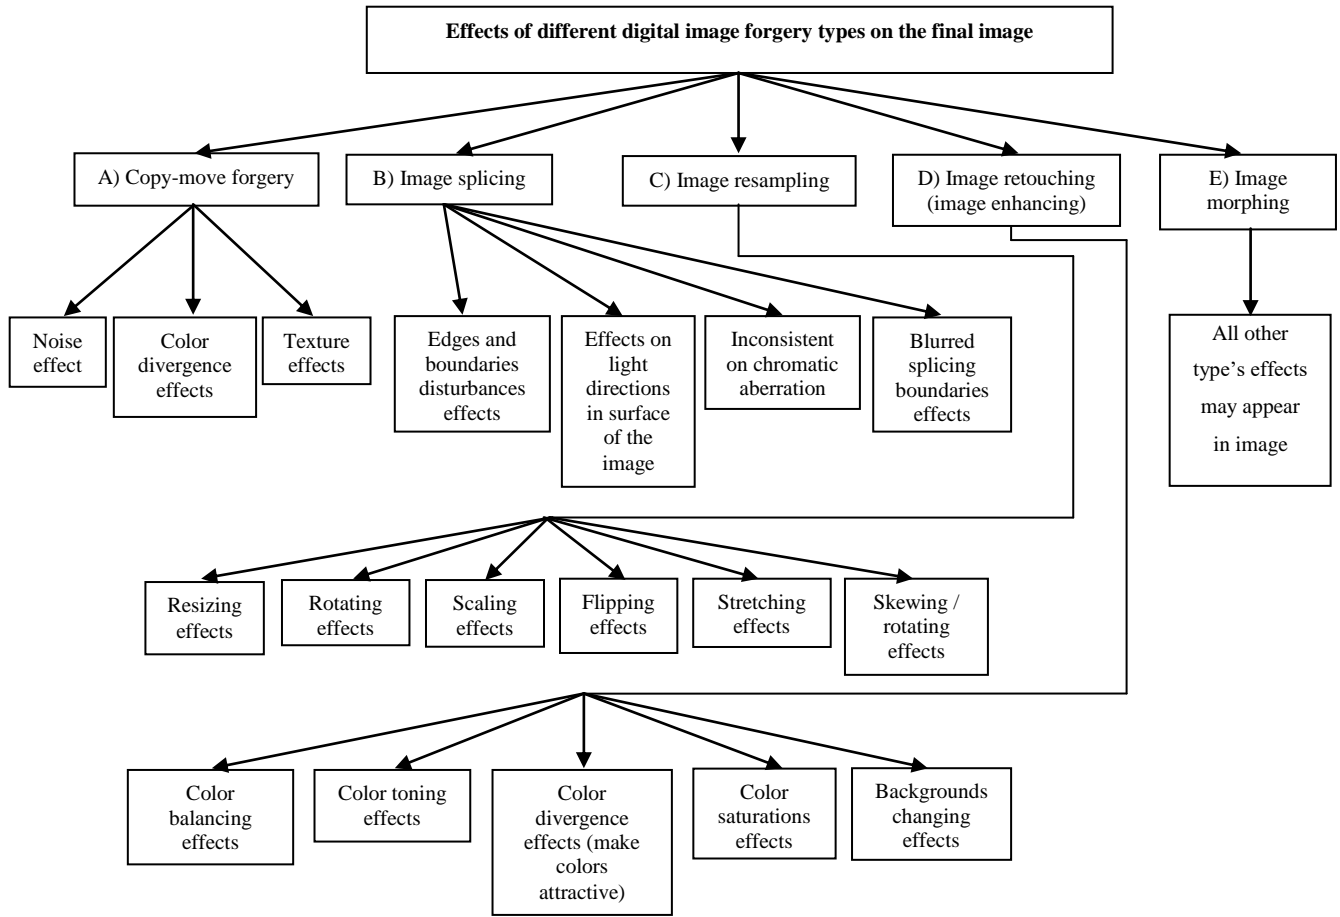 Effects of different digital image forgery types on the final image
A) Copy-move forgery
B) Image splicing
C) Image resampling
D) Image retouching
(image enhancing)
E) Image
morphing
Noise
effect
Color
divergence
effects
Texture
effects
Edges and
boundaries
disturbances
effects
Effects on
light
directions
in surface
of the
image
Inconsistent
on chromatic
aberration
Blurred
splicing
boundaries
effects
All other
type’s effects
may appear
in image
Resizing
effects
Rotating
effects
Scaling
effects
Flipping
effects
Stretching
effects
Skewing /
rotating
effects
Color
balancing
effects
Color toning
effects
Color
divergence
effects (make
colors
attractive)
Color
saturations
effects
Backgrounds
changing
effects